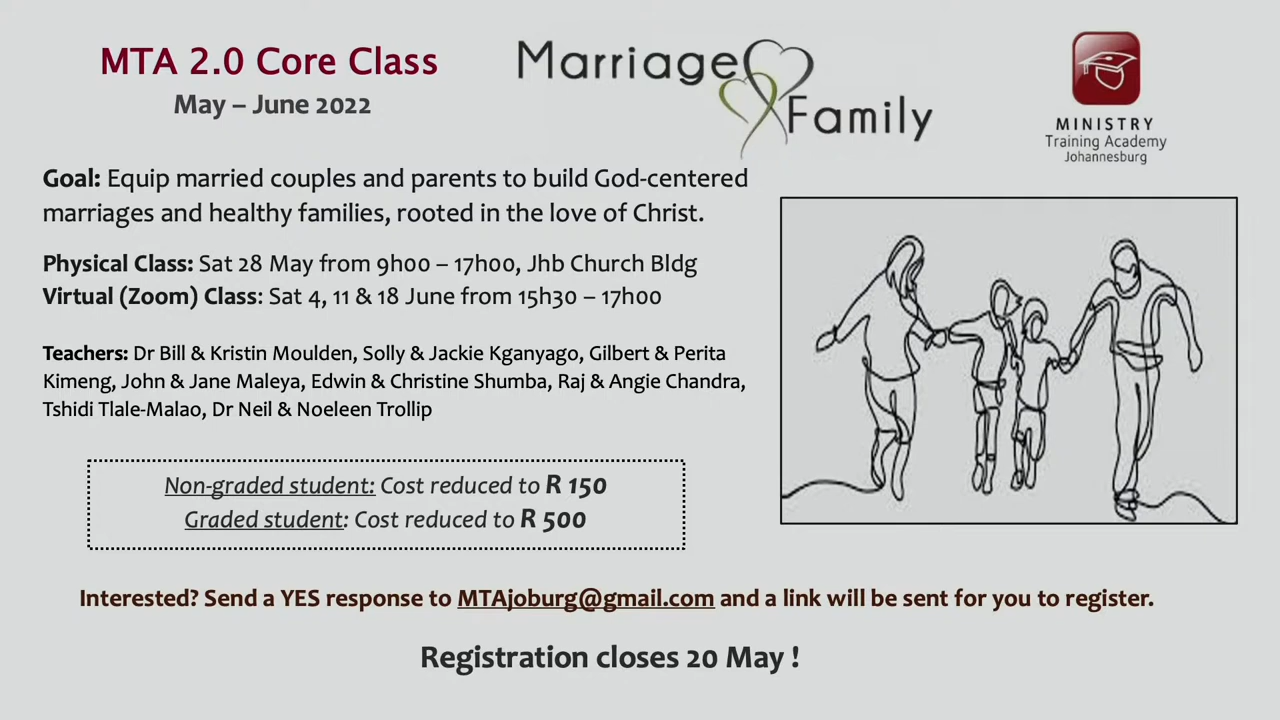 MTA 2.0 Core Class
May – June 2022
Marriage
Family
MINISTRY
Training Academy
Johannesburg
Goal: Equip married couples and parents to build God-centered
marriages and healthy families, rooted in the love of Christ.
Physical Class: Sat 28 May from 9h00 – 17h00, Jhb Church Bldg
Virtual (Zoom) Class: Sat 4, 11 & 18 June from 15h30 – 17h00
Teachers: Dr Bill & Kristin Moulden, Solly & Jackie Kganyago, Gilbert & Perita
Kimeng, John & Jane Maleya, Edwin & Christine Shumba, Raj & Angie Chandra,
Tshidi Tlale-Malao, Dr Neil & Noeleen Trollip
Non-graded student: Cost reduced to R 150
Graded student: Cost reduced to R 500
Interested? Send a YES response to MTAjoburg@gmail.com and a link will be sent for you to register.
Registration closes 20 May !